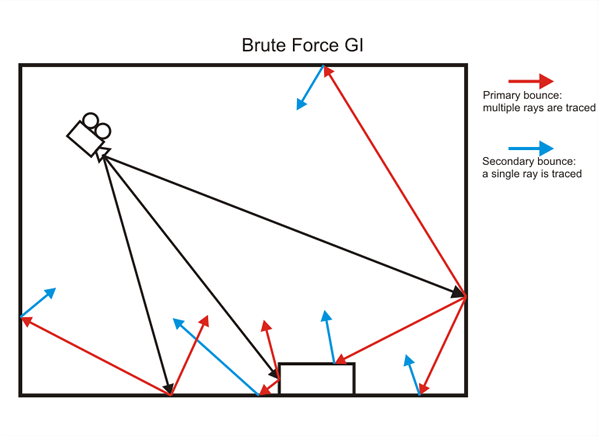 Brute Force GI
Primary bounce:
multiple rays are traced
Secondary bounce:
a single ray is traced